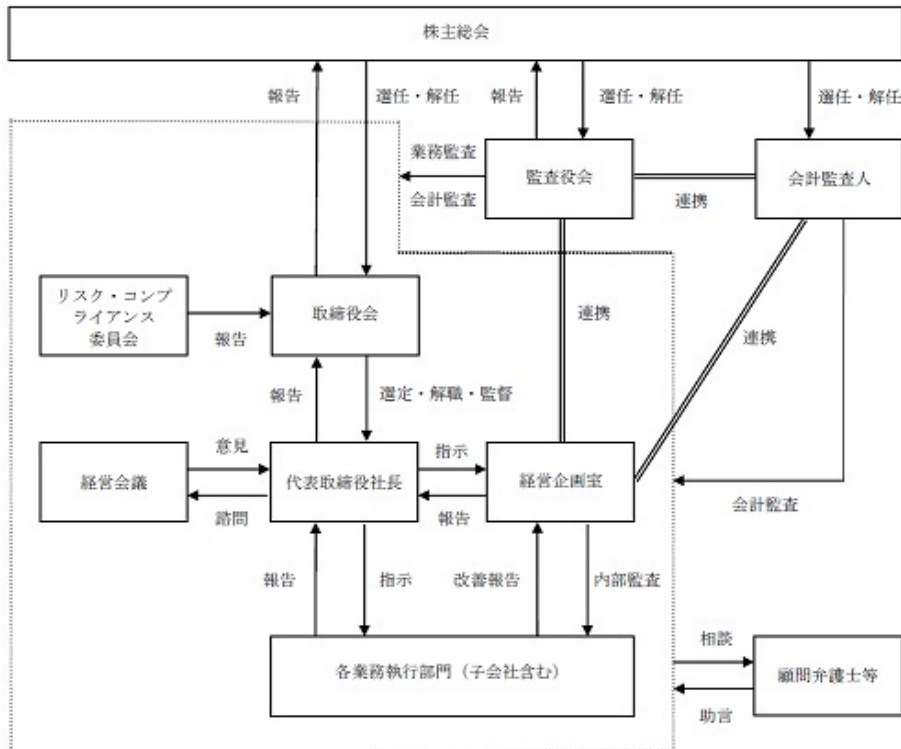 株主総会
報告
選任・解任
報告
選任・解任
選任・解任
業務監査
会計監査
監査役会
連携
会計監査人
リスク・コンプ
ライアンス
委員会
報告
取締役会
連携
連携
報告
選定・解職・監督
経営会議
意見
諮問
代表取締役社長
指示
報告
経営企画室
会計監査
報告
指示
改善報告
内部監査
各業務執行部門（子会社含む）
相談
助言
顧問弁護士等